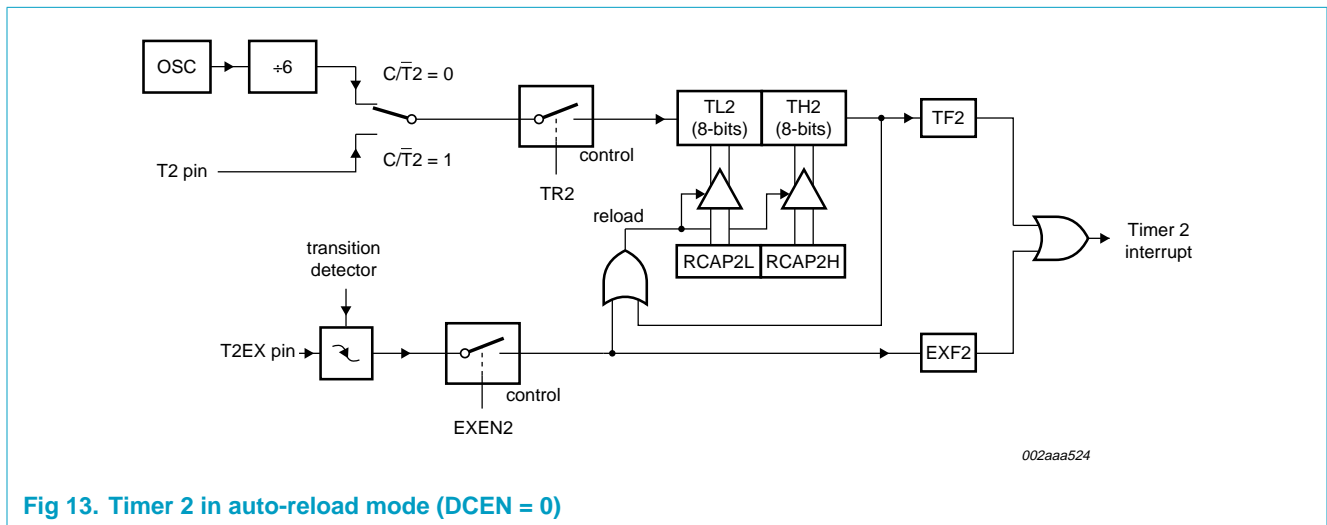 OSC
÷6
C/T̅2 = 0
C/T̅2 = 1
T2 pin
control
TR2
TL2
(8-bits)
TH2
(8-bits)
TF2
reload
RCAP2L
RCAP2H
Timer 2
interrupt
transition
detector
T2EX pin
control
EXEN2
EXF2
002aaa524
Fig 13. Timer 2 in auto-reload mode (DCEN = 0)